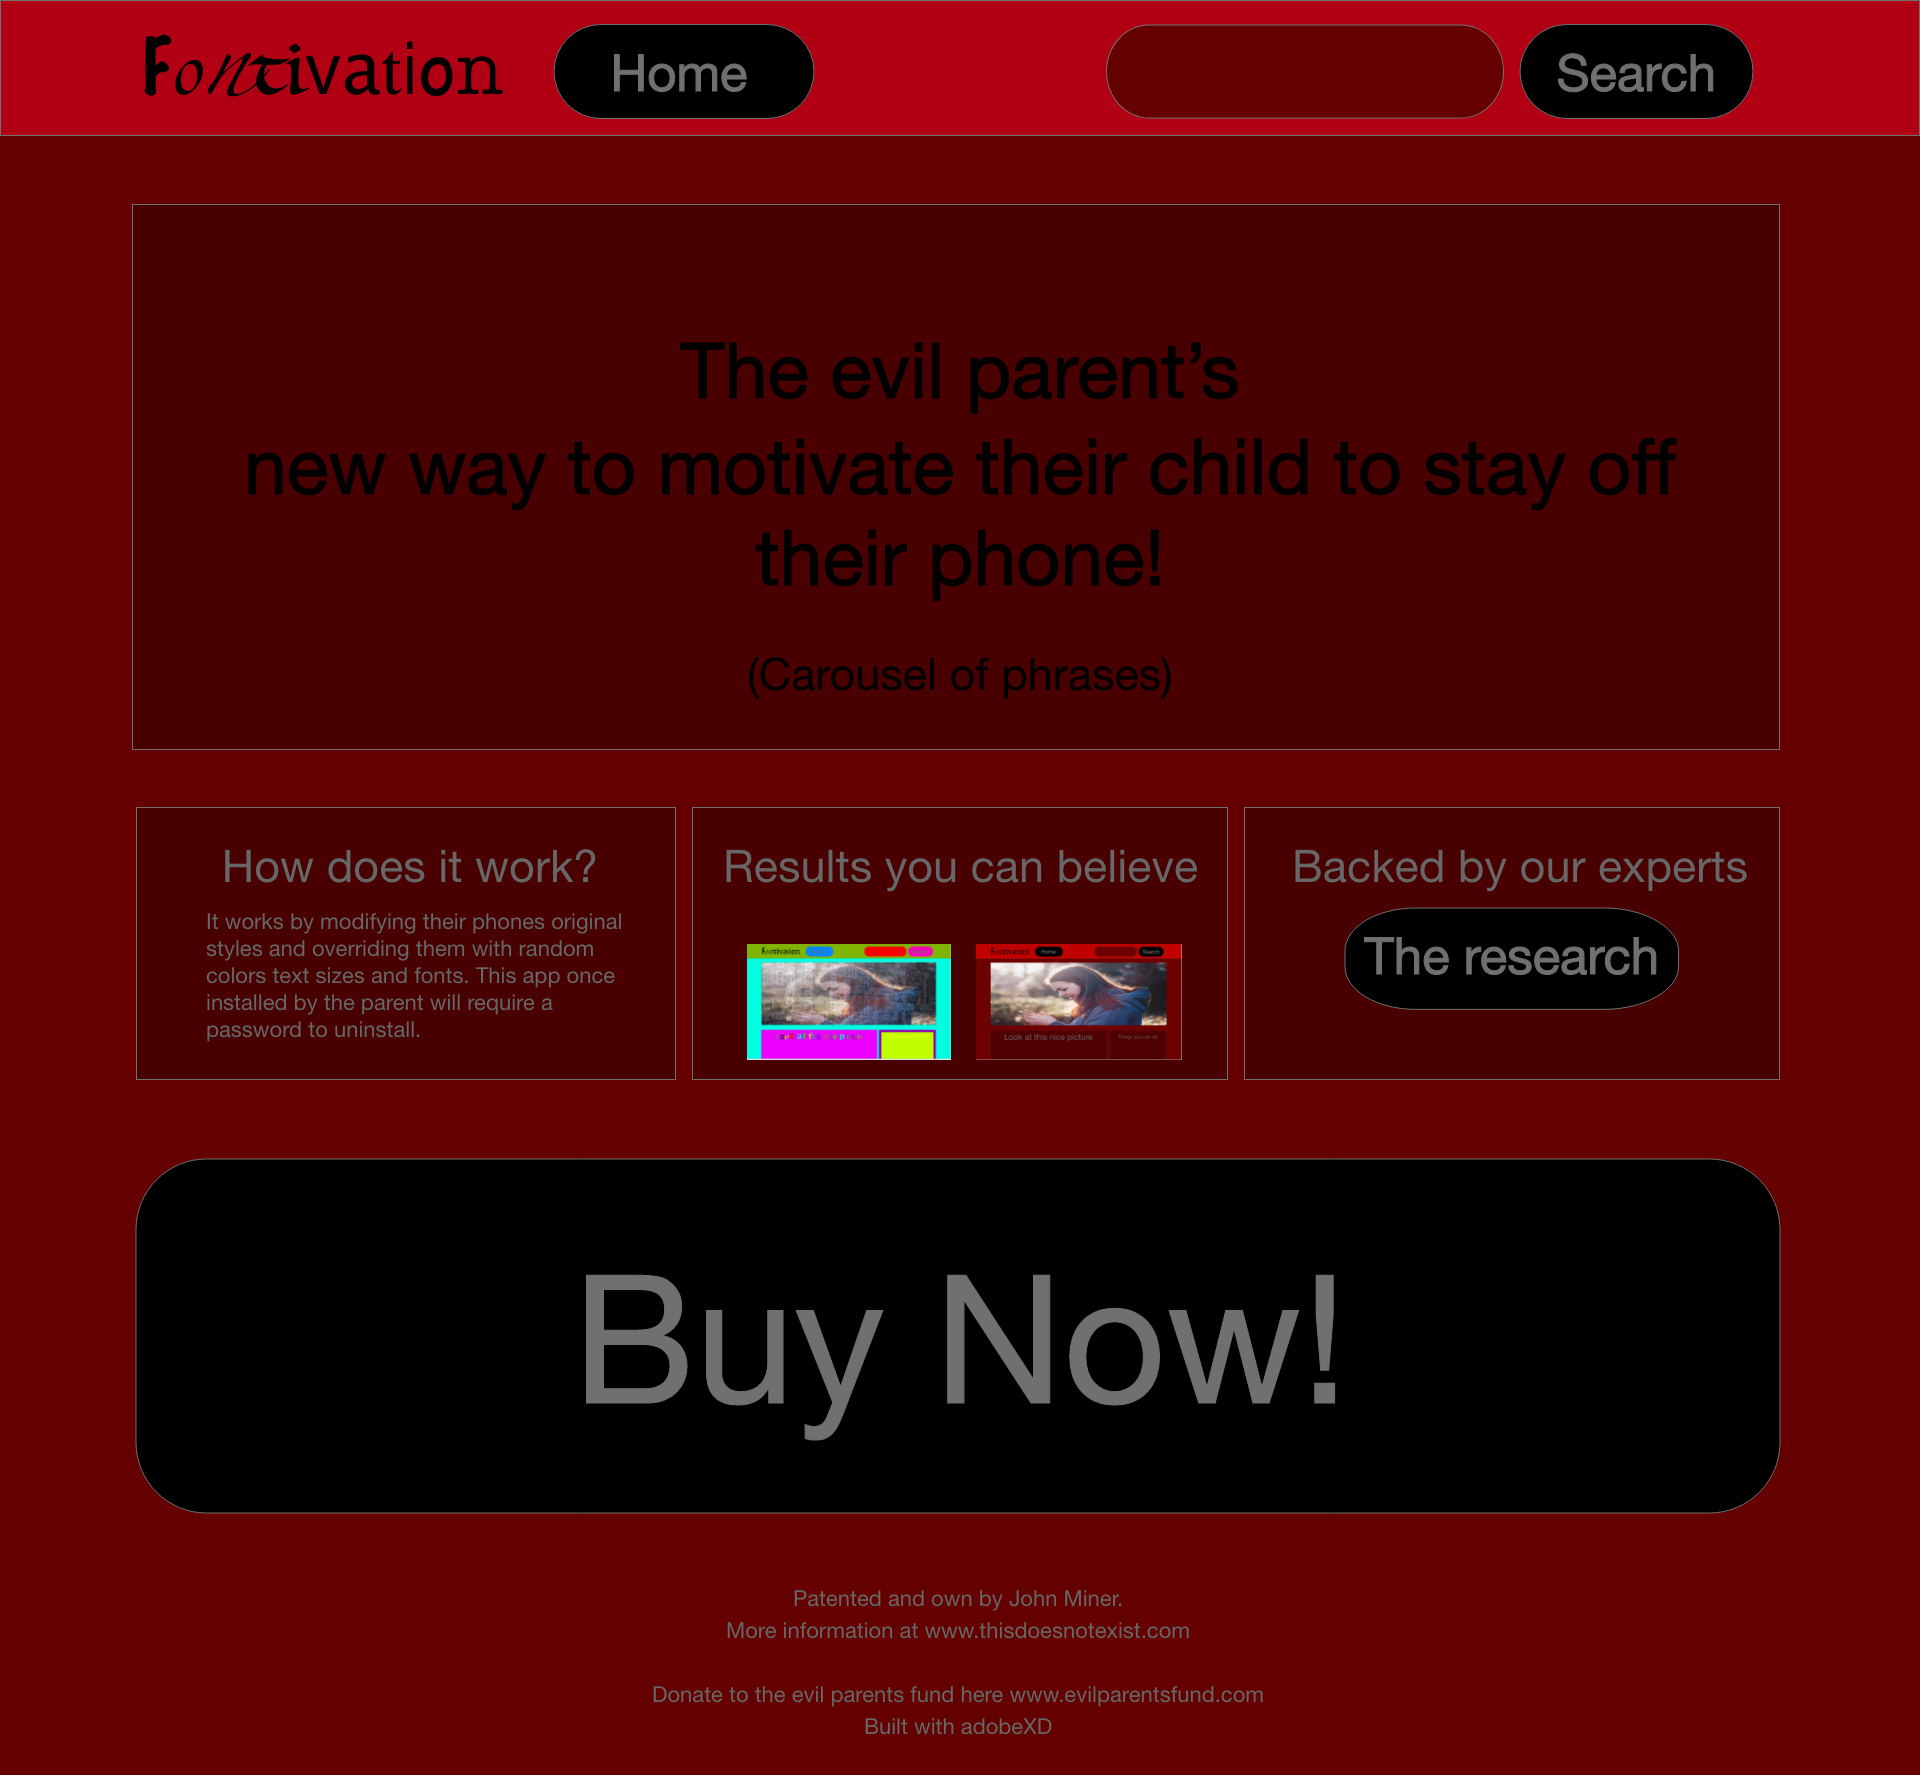 Fontivation
Home
Search
The evil parent’s
new way to motivate their child to stay off
their phone!
(Carousel of phrases)
How does it work?
It works by modifying their phones original
styles and overriding them with random
colors text sizes and fonts. This app once
installed by the parent will require a
password to uninstall.
Results you can believe
Fontivation
Fontivation
Home
Search
Look at this nice picture
Things you can do
Backed by our experts
The research
Buy Now!
Patented and own by John Miner.
More information at www.thisdoesnotexist.com
Donate to the evil parents fund here www.evilparentsfund.com
Built with adobeXD